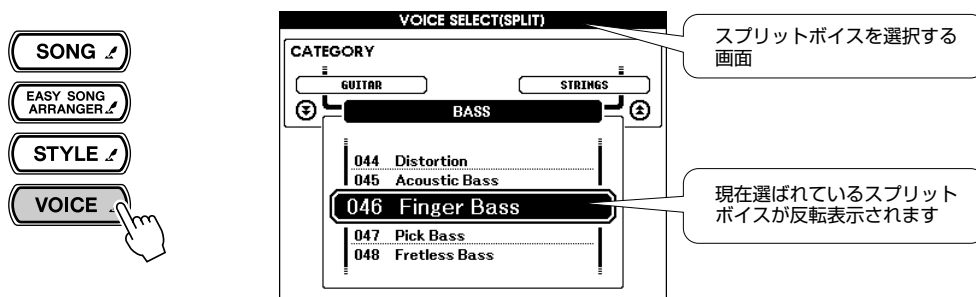 SONG
EASY SONG
ARRANGER
STYLE
VOICE
VOICE SELECT(SPLIT)
CATEGORY
GUITAR
STRINGS
BASS
044 Distortion
045 Acoustic Bass
046 Finger Bass
047 Pick Bass
048 Fretless Bass
スプリットボイスを選択する
画面
現在選ばれているスプリット
ボイスが反転表示されます